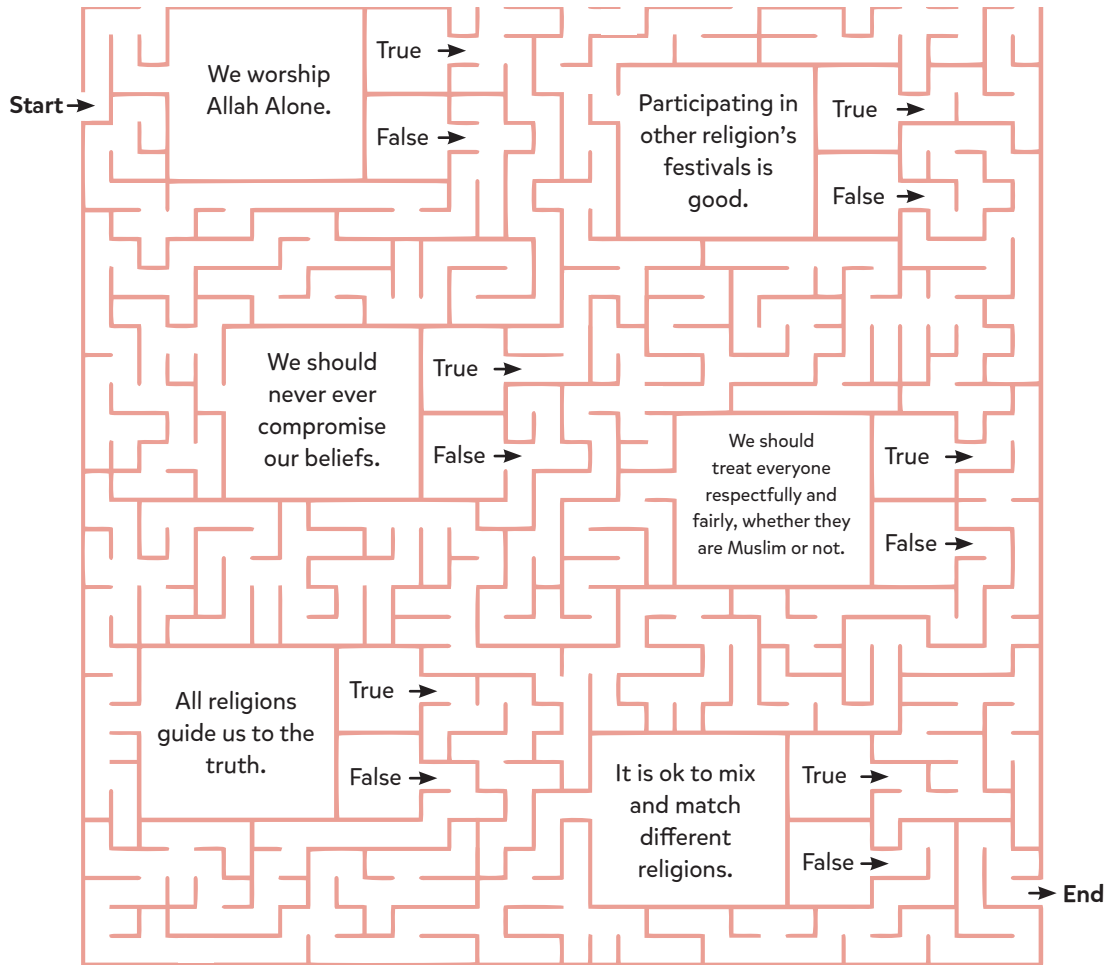 Start
We worship
Allah Alone.
True
False
Participating in
other religion’s
festivals is
good.
True
False
We should
never ever
compromise
our beliefs.
True
False
We should
treat everyone
respectfully and
fairly, whether they
are Muslim or not.
True
False
All religions
guide us to the
truth.
True
False
It is ok to mix
and match
different
religions.
True
False
End